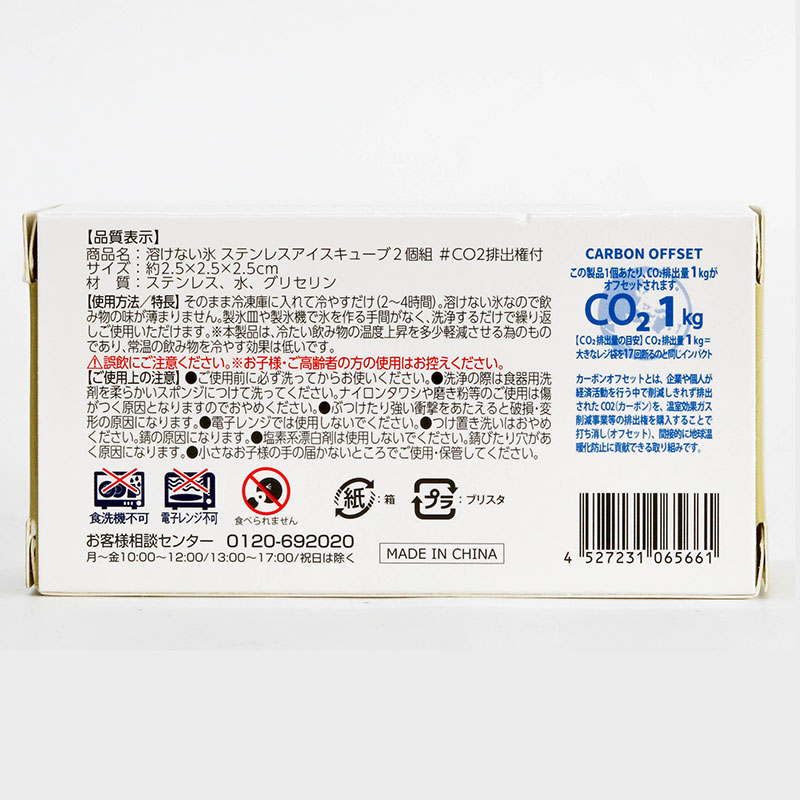 【品質表示】
商品名：溶けない氷 ステンレスアイスキューブ２個組 ＃CO2排出権付
サイズ：約2.5×2.5×2.5cm
材　質：ステンレス、水、グリセリン
【使用方法／特長】そのまま冷凍庫に入れて冷やすだけ(2～4時間)。溶けない氷なので飲
み物の味が薄まりません。製氷皿や製氷機で氷を作る手間がなく、洗浄するだけで繰り返
しご使用いただけます。※本製品は、冷たい飲み物の温度上昇を多少軽減させる為のもの
であり、常温の飲み物を冷やす効果は低いです。
⚠誤飲にご注意ください。※お子様・ご高齢者の方の使用はお控えください。
【ご使用上の注意】●ご使用前に必ず洗ってからお使いください。●洗浄の際は食器用洗
剤を柔らかいスポンジにつけて洗ってください。ナイロンタワシや磨き粉等のご使用は傷
がつく原因となりますのでおやめください。●ぶつけたり強い衝撃をあたえると破損・変
形の原因になります。●電子レンジでは使用しないでください。●つけ置き洗いはおやめ
ください。錆の原因になります。●塩素系漂白剤は使用しないでください。錆びたり穴があ
く原因になります。●小さなお子様の手の届かないところでご使用・保管してください。
食洗機不可
電子レンジ不可
食べられません
紙：箱
プラ：ブリスタ
お客様相談センター 0120-692020
月～金10:00～12:00/13:00～17:00/祝日は除く
MADE IN CHINA
CARBON OFFSET
この製品1個あたり、CO₂排出量1kgが
オフセットされます。
CO₂ 1kg
【CO₂排出量の目安】CO₂排出量1kg＝
大きなレジ袋を17回断るのと同じインパクト
カーボンオフセットとは、企業や個人が
経済活動を行う中で削減しきれず排出
されたCO2(カーボン)を、温室効果ガス
削減事業等の排出権を購入することで
打ち消し(オフセット)、間接的に地球温
暖化防止に貢献できる取り組みです。
4 527231 065661